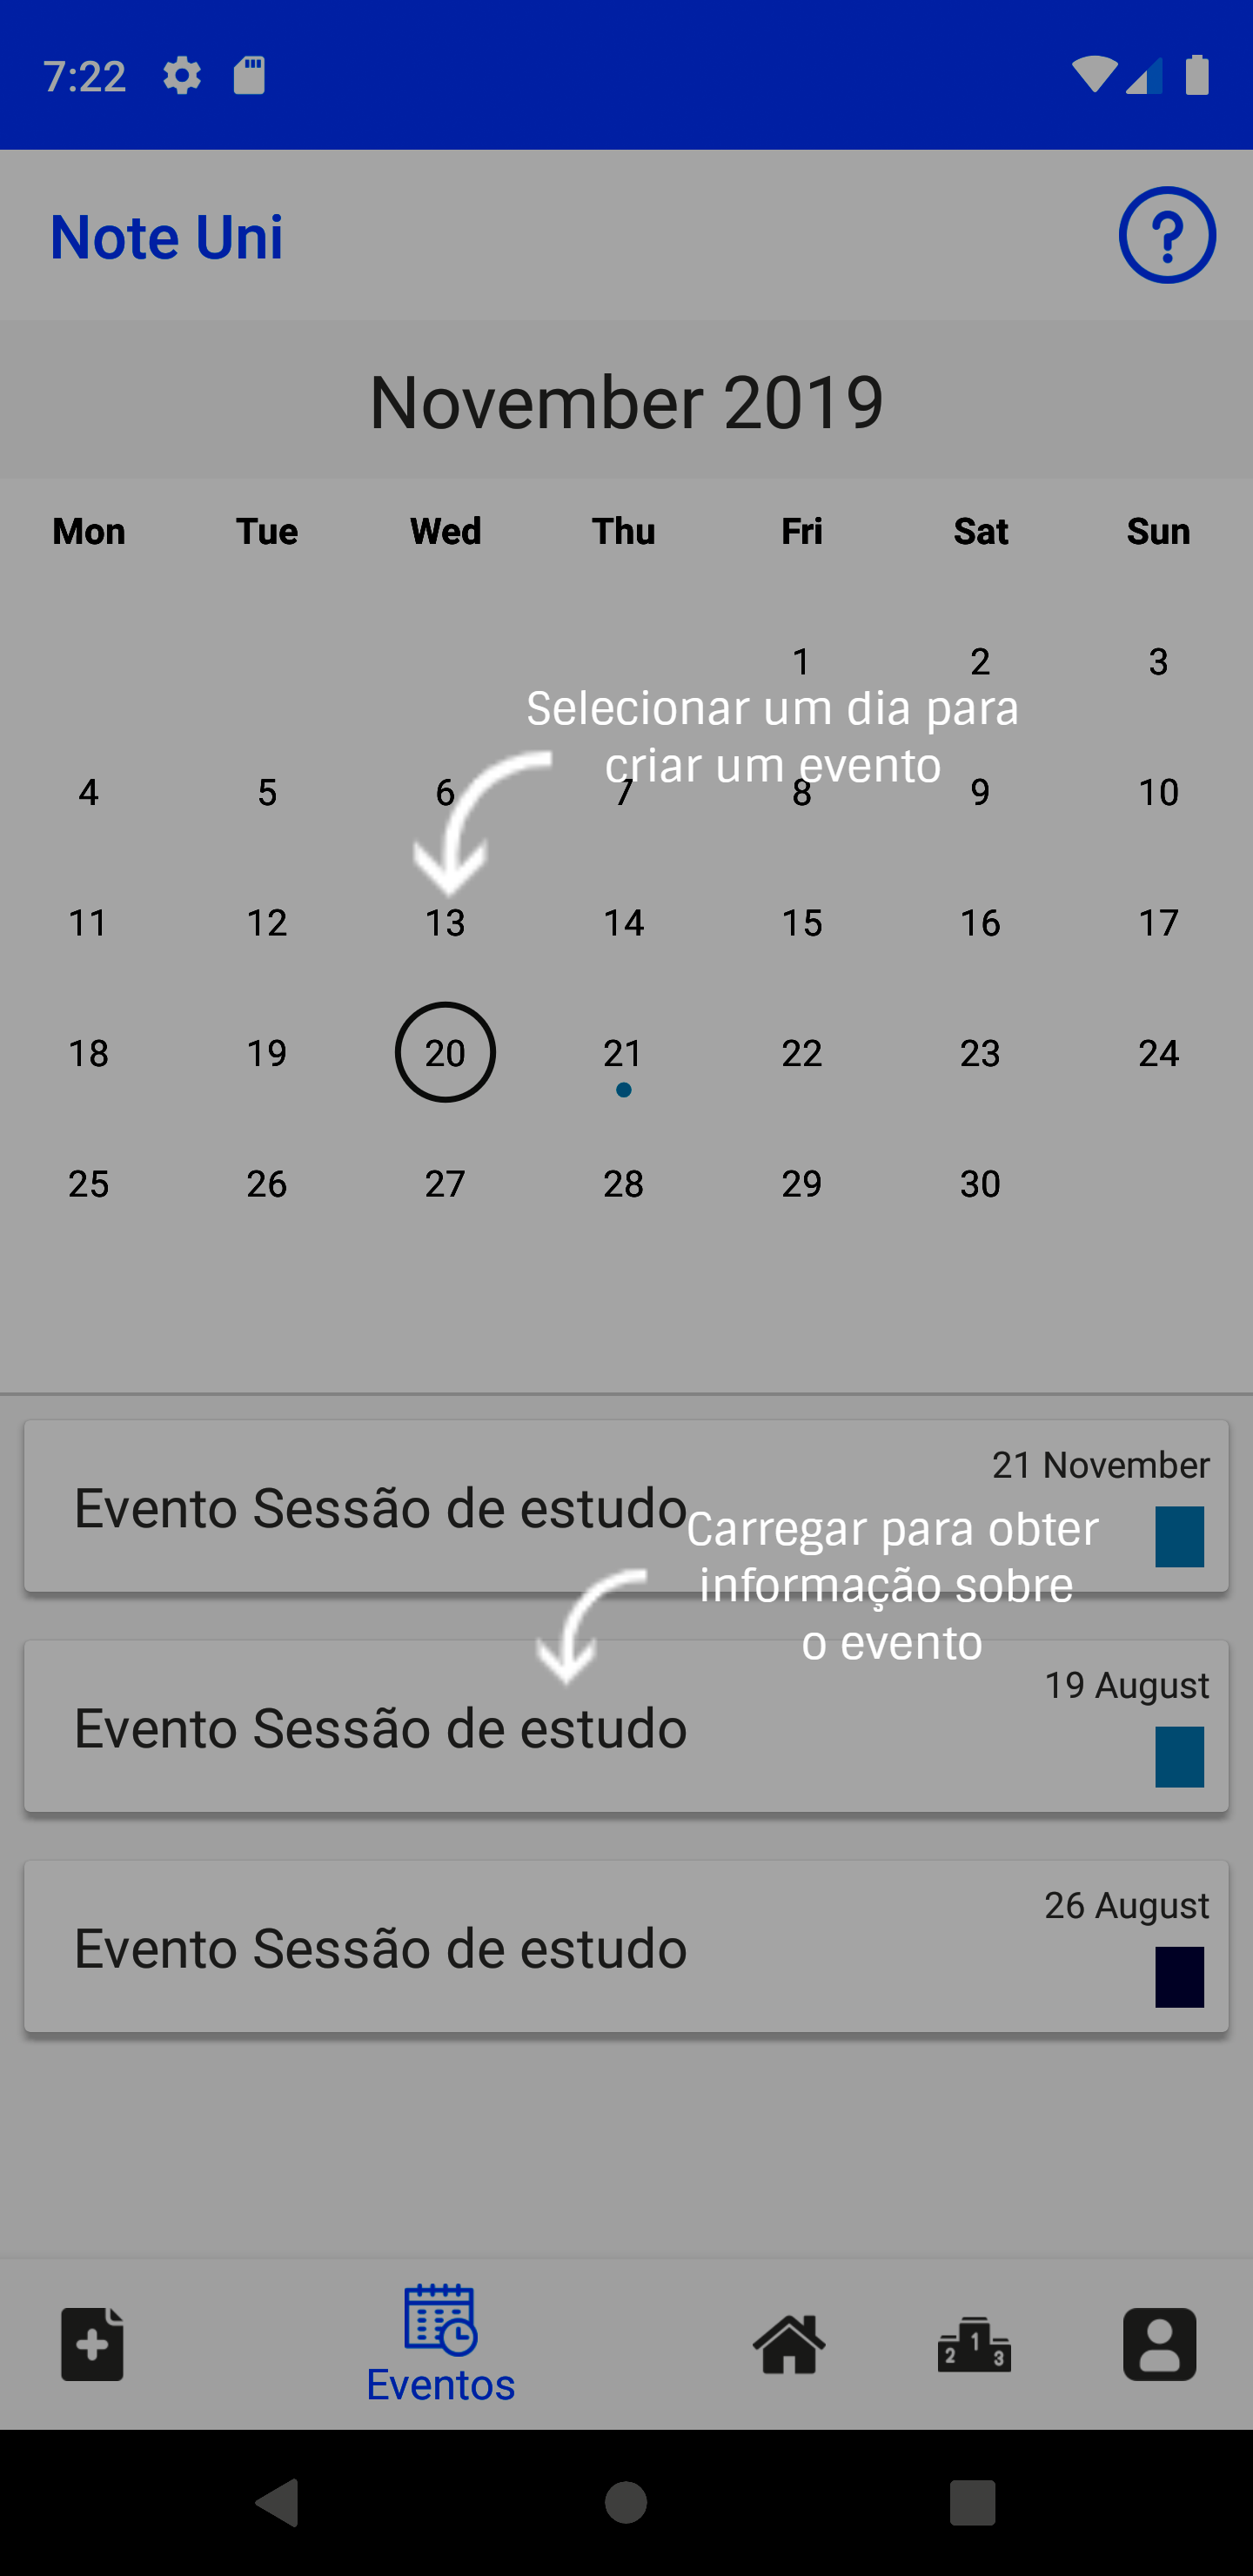 7:22
Note Uni
?
November 2019
Mon Tue Wed Thu Fri Sat Sun
1 2 3
Selecionar um dia para
criar um evento
4 5 6 7 8 9 10
11 12 13 14 15 16 17
18 19 20 21 22 23 24
25 26 27 28 29 30
21 November
Evento Sessão de estudo
Carregar para obter
informação sobre
o evento
19 August
Evento Sessão de estudo
26 August
Evento Sessão de estudo
2 1 3
Eventos